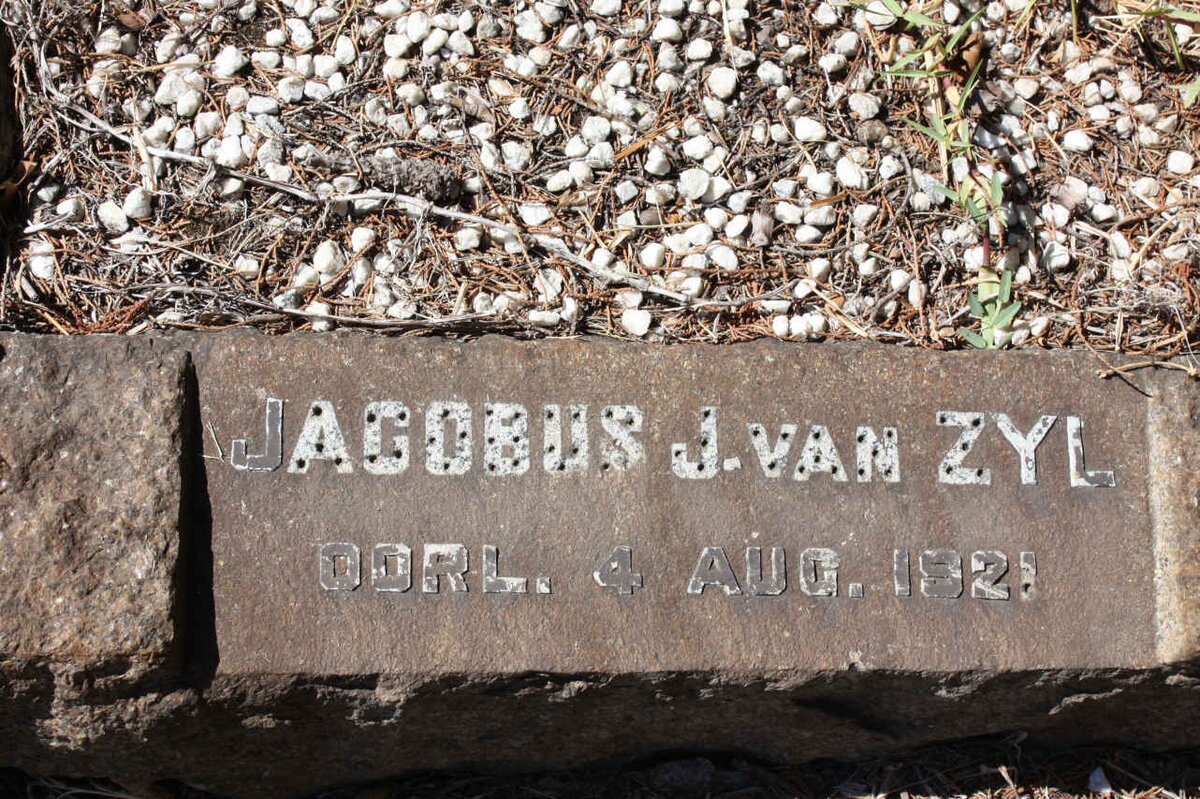 JACOBUS J. VAN ZYL
OORL. 4 AUG. 1921